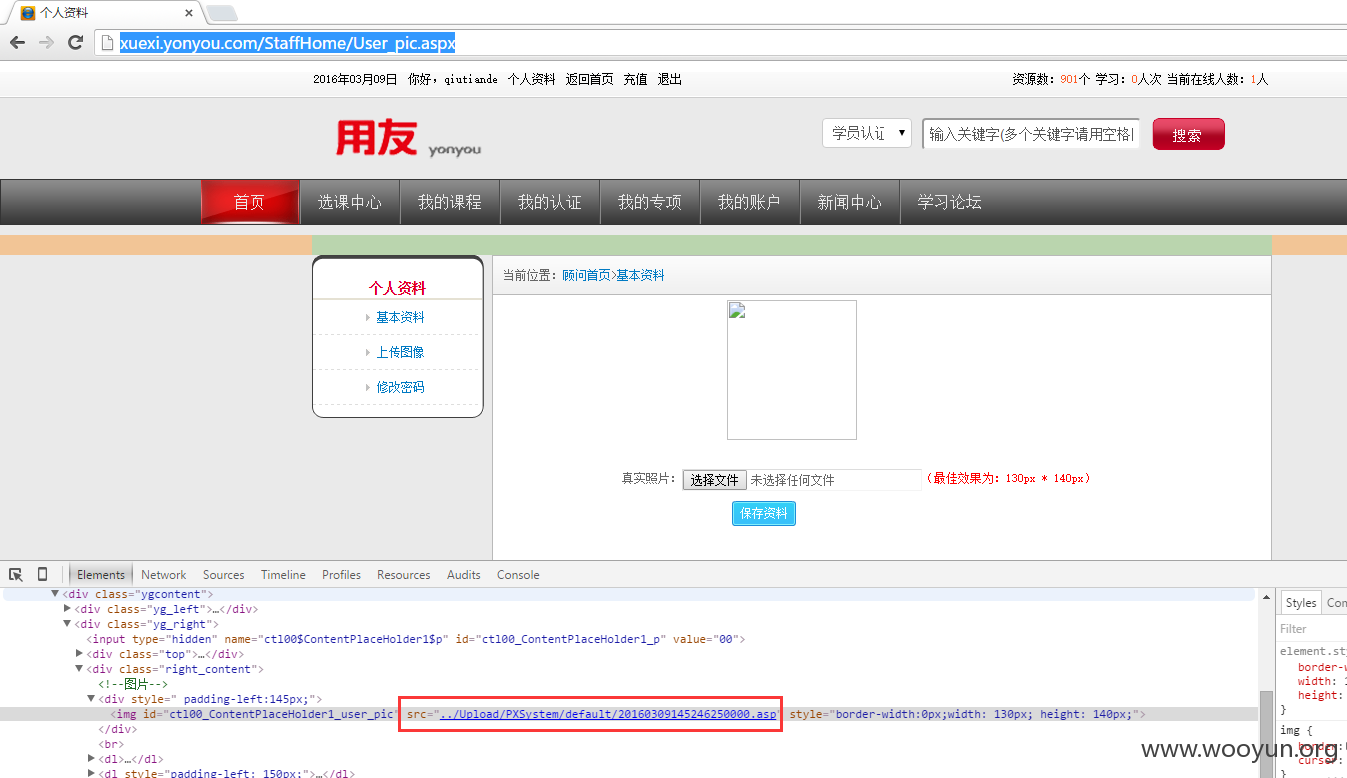 个人资料
xuexi.yonyou.com/StaffHome/User_pic.aspx
2016年03月09日 你好，qiutiande 个人资料 返回首页 充值 退出 资源数：901个 学习：0人次 当前在线人数：1人
用友 yonyou 学员认证 输入关键字(多个关键字请用空格 搜索
首页 选课中心 我的课程 我的认证 我的专项 我的账户 新闻中心 学习论坛
个人资料
基本资料
上传图像
修改密码
当前位置：顾问首页>基本资料
真实照片： 选择文件 未选择任何文件 （最佳效果为：130px * 140px）
保存资料
Elements Network Sources Timeline Profiles Resources Audits Console
<div class="ygcontent">
<div class="yg_left">…</div>
<div class="yg_right">
<input type="hidden" name="ctl00$ContentPlaceHolder1$p" id="ctl00_ContentPlaceHolder1_p" value="00">
<div class="top">…</div>
<div class="right_content">
<!--图片-->
<div style=" padding-left:145px;">
<img id="ctl00_ContentPlaceHolder1_user_pic" src="../Upload/PXSystem/default/20160309145246250000.asp" style="border-width:0px;width: 130px; height: 140px;">
</div>
<br>
<dl>…</dl>
<dl style="padding-left: 150px;">…</dl>
Styles Com
Filter
element.sty
border-w
width: 1
height:
}
img {
border:
cursor:
}
www.wooyun.org